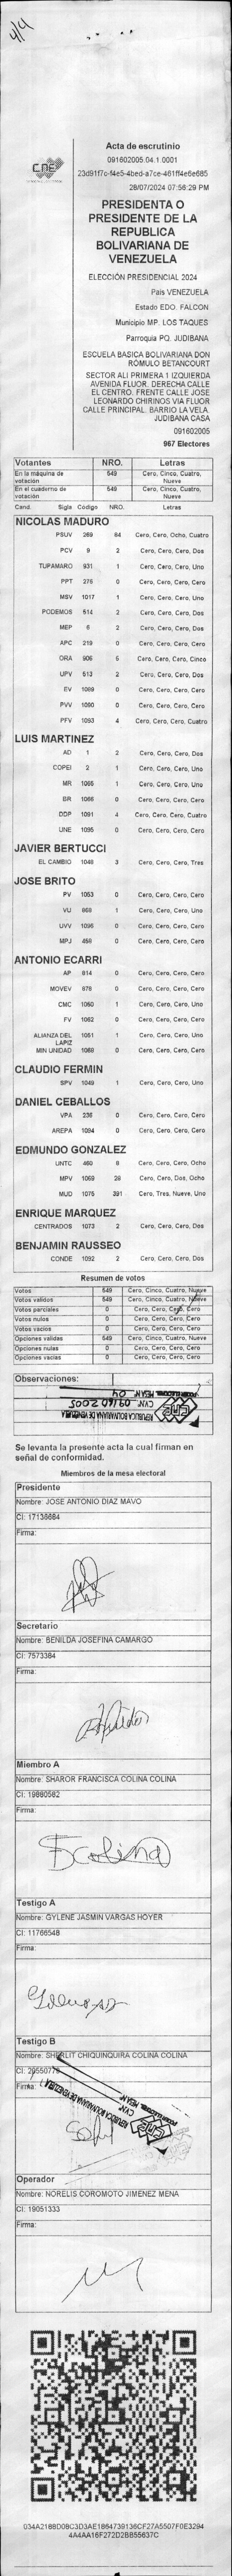 4/4
CNE
Acta de escrutinio
091602005.04.1.0001
23d91f7c-f4e5-4bed-a7ce-461ff4e6e685
28/07/2024 07:56:29 PM
PRESIDENTA O
PRESIDENTE DE LA
REPUBLICA
BOLIVARIANA DE
VENEZUELA
ELECCIÓN PRESIDENCIAL 2024
País VENEZUELA
Estado EDO. FALCON
Municipio MP. LOS TAQUES
Parroquia PQ. JUDIBANA
ESCUELA BASICA BOLIVARIANA DON
RÓMULO BETANCOURT
SECTOR ALI PRIMERA 1 IZQUIERDA
AVENIDA FLUOR. DERECHA CALLE
EL CENTRO. FRENTE CALLE JOSE
LEONARDO CHIRINOS VIA FLUOR
CALLE PRINCIPAL. BARRIO LA VELA
JUDIBANA CASA
091602005
967 Electores
Votantes NRO. Letras
En la máquina de votación 549 Cero, Cinco, Cuatro, Nueve
En el cuaderno de votación 549 Cero, Cinco, Cuatro, Nueve
Cand. Sigla Código NRO. Letras
NICOLAS MADURO
PSUV 269 84 Cero, Cero, Ocho, Cuatro
PCV 9 2 Cero, Cero, Cero, Dos
TUPAMARO 931 1 Cero, Cero, Cero, Uno
PPT 276 0 Cero, Cero, Cero, Cero
MSV 1017 1 Cero, Cero, Cero, Uno
PODEMOS 514 2 Cero, Cero, Cero, Dos
MEP 6 2 Cero, Cero, Cero, Dos
APC 219 0 Cero, Cero, Cero, Cero
ORA 906 5 Cero, Cero, Cero, Cinco
UPV 513 2 Cero, Cero, Cero, Dos
EV 1089 0 Cero, Cero, Cero, Cero
PVV 1090 0 Cero, Cero, Cero, Cero
PFV 1093 4 Cero, Cero, Cero, Cuatro
LUIS MARTINEZ
AD 1 2 Cero, Cero, Cero, Dos
COPEI 2 1 Cero, Cero, Cero, Uno
MR 1065 1 Cero, Cero, Cero, Uno
BR 1066 0 Cero, Cero, Cero, Cero
DDP 1091 4 Cero, Cero, Cero, Cuatro
UNE 1095 0 Cero, Cero, Cero, Cero
JAVIER BERTUCCI
EL CAMBIO 1048 3 Cero, Cero, Cero, Tres
JOSE BRITO
PV 1053 0 Cero, Cero, Cero, Cero
VU 868 1 Cero, Cero, Cero, Uno
UVV 1096 0 Cero, Cero, Cero, Cero
MPJ 458 0 Cero, Cero, Cero, Cero
ANTONIO ECARRI
AP 814 0 Cero, Cero, Cero, Cero
MOVEV 878 0 Cero, Cero, Cero, Cero
CMC 1050 1 Cero, Cero, Cero, Uno
FV 1062 0 Cero, Cero, Cero, Cero
ALIANZA DEL LAPIZ 1051 1 Cero, Cero, Cero, Uno
MIN UNIDAD 1069 0 Cero, Cero, Cero, Cero
CLAUDIO FERMIN
SPV 1049 1 Cero, Cero, Cero, Uno
DANIEL CEBALLOS
VPA 236 0 Cero, Cero, Cero, Cero
AREPA 1094 0 Cero, Cero, Cero, Cero
EDMUNDO GONZALEZ
UNTC 460 8 Cero, Cero, Cero, Ocho
MPV 1069 28 Cero, Cero, Dos, Ocho
MUD 1075 391 Cero, Tres, Nueve, Uno
ENRIQUE MARQUEZ
CENTRADOS 1073 2 Cero, Cero, Cero, Dos
BENJAMIN RAUSSEO
CONDE 1092 2 Cero, Cero, Cero, Dos
Resumen de votos
Votos 549 Cero, Cinco, Cuatro, Nueve
Votos validos 549 Cero, Cinco, Cuatro, Nueve
Votos parciales 0 Cero, Cero, Cero, Cero
Votos nulos 0 Cero, Cero, Cero, Cero
Votos vacios 0 Cero, Cero, Cero, Cero
Opciones validas 549 Cero, Cinco, Cuatro, Nueve
Opciones nulas 0 Cero, Cero, Cero, Cero
Opciones vacias 0 Cero, Cero, Cero, Cero
Observaciones:
REPUBLICA BOLIVARIANA DE VENEZUELA
CNE
CVN° 091602005
PODER ELECTORAL MESA N° 04
Se levanta la presente acta la cual firman en
señal de conformidad.
Miembros de la mesa electoral
Presidente
Nombre: JOSE ANTONIO DIAZ MAVO
CI: 17136684
Firma:
Secretario
Nombre: BENILDA JOSEFINA CAMARGO
CI: 7573384
Firma:
Miembro A
Nombre: SHAROR FRANCISCA COLINA COLINA
CI: 19880562
Firma:
SColina
Testigo A
Nombre: GYLENE JASMIN VARGAS HOYER
CI: 11766548
Firma:
Testigo B
Nombre: SHERLIT CHIQUINQUIRA COLINA COLINA
Firma:
REPUBLICA BOLIVARIANA DE VENEZUELA
CNE
CVN°
PODER ELECTORAL MESA N°
Operador
Nombre: NORELIS COROMOTO JIMENEZ MENA
CI: 19051333
Firma:
034A2188D08C3D3AE1864739136CF27A5507F0E3294
4A4AA16F272D2B855637C